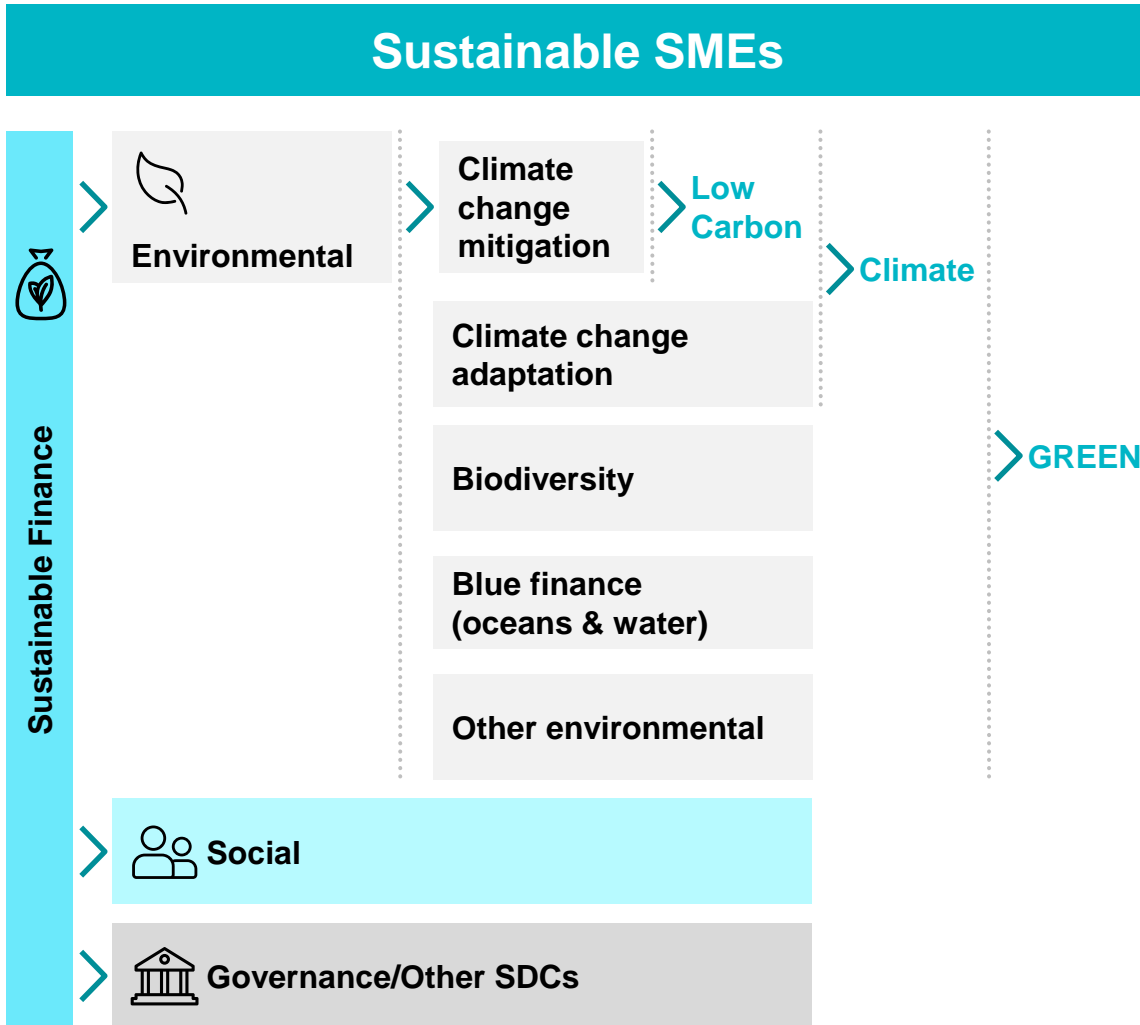 Sustainable SMEs
Sustainable Finance
Environmental
Climate
change
mitigation
Low
Carbon
Climate
Climate change
adaptation
Biodiversity
GREEN
Blue finance
(oceans & water)
Other environmental
Social
Governance/Other SDCs